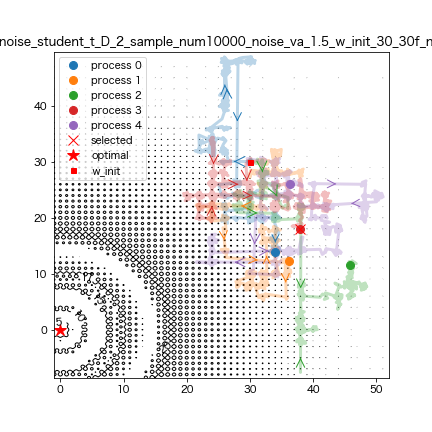 noise_student_t_D_2_sample_num10000_noise_va_1.5_w_init_30_30f_n
process 0
process 1
process 2
process 3
process 4
selected
optimal
w_init
40
30
20
10
0
0 10 20 30 40 50